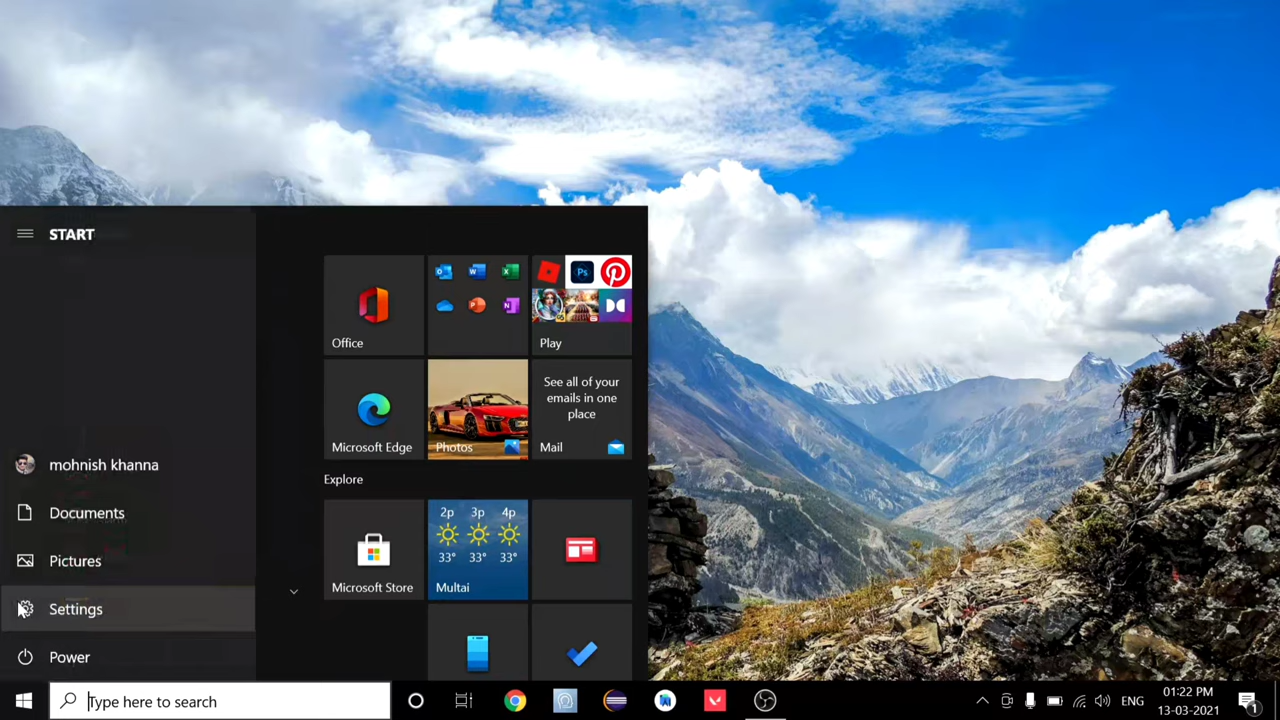 START
mohnish khanna
Documents
Pictures
Settings
Power
Office
Ps
Play
Microsoft Edge
Photos
See all of your
emails in one
place
Mail
Explore
Microsoft Store
2p 3p 4p
33° 33° 33°
Multai
Type here to search
ENG
01:22 PM
13-03-2021
1